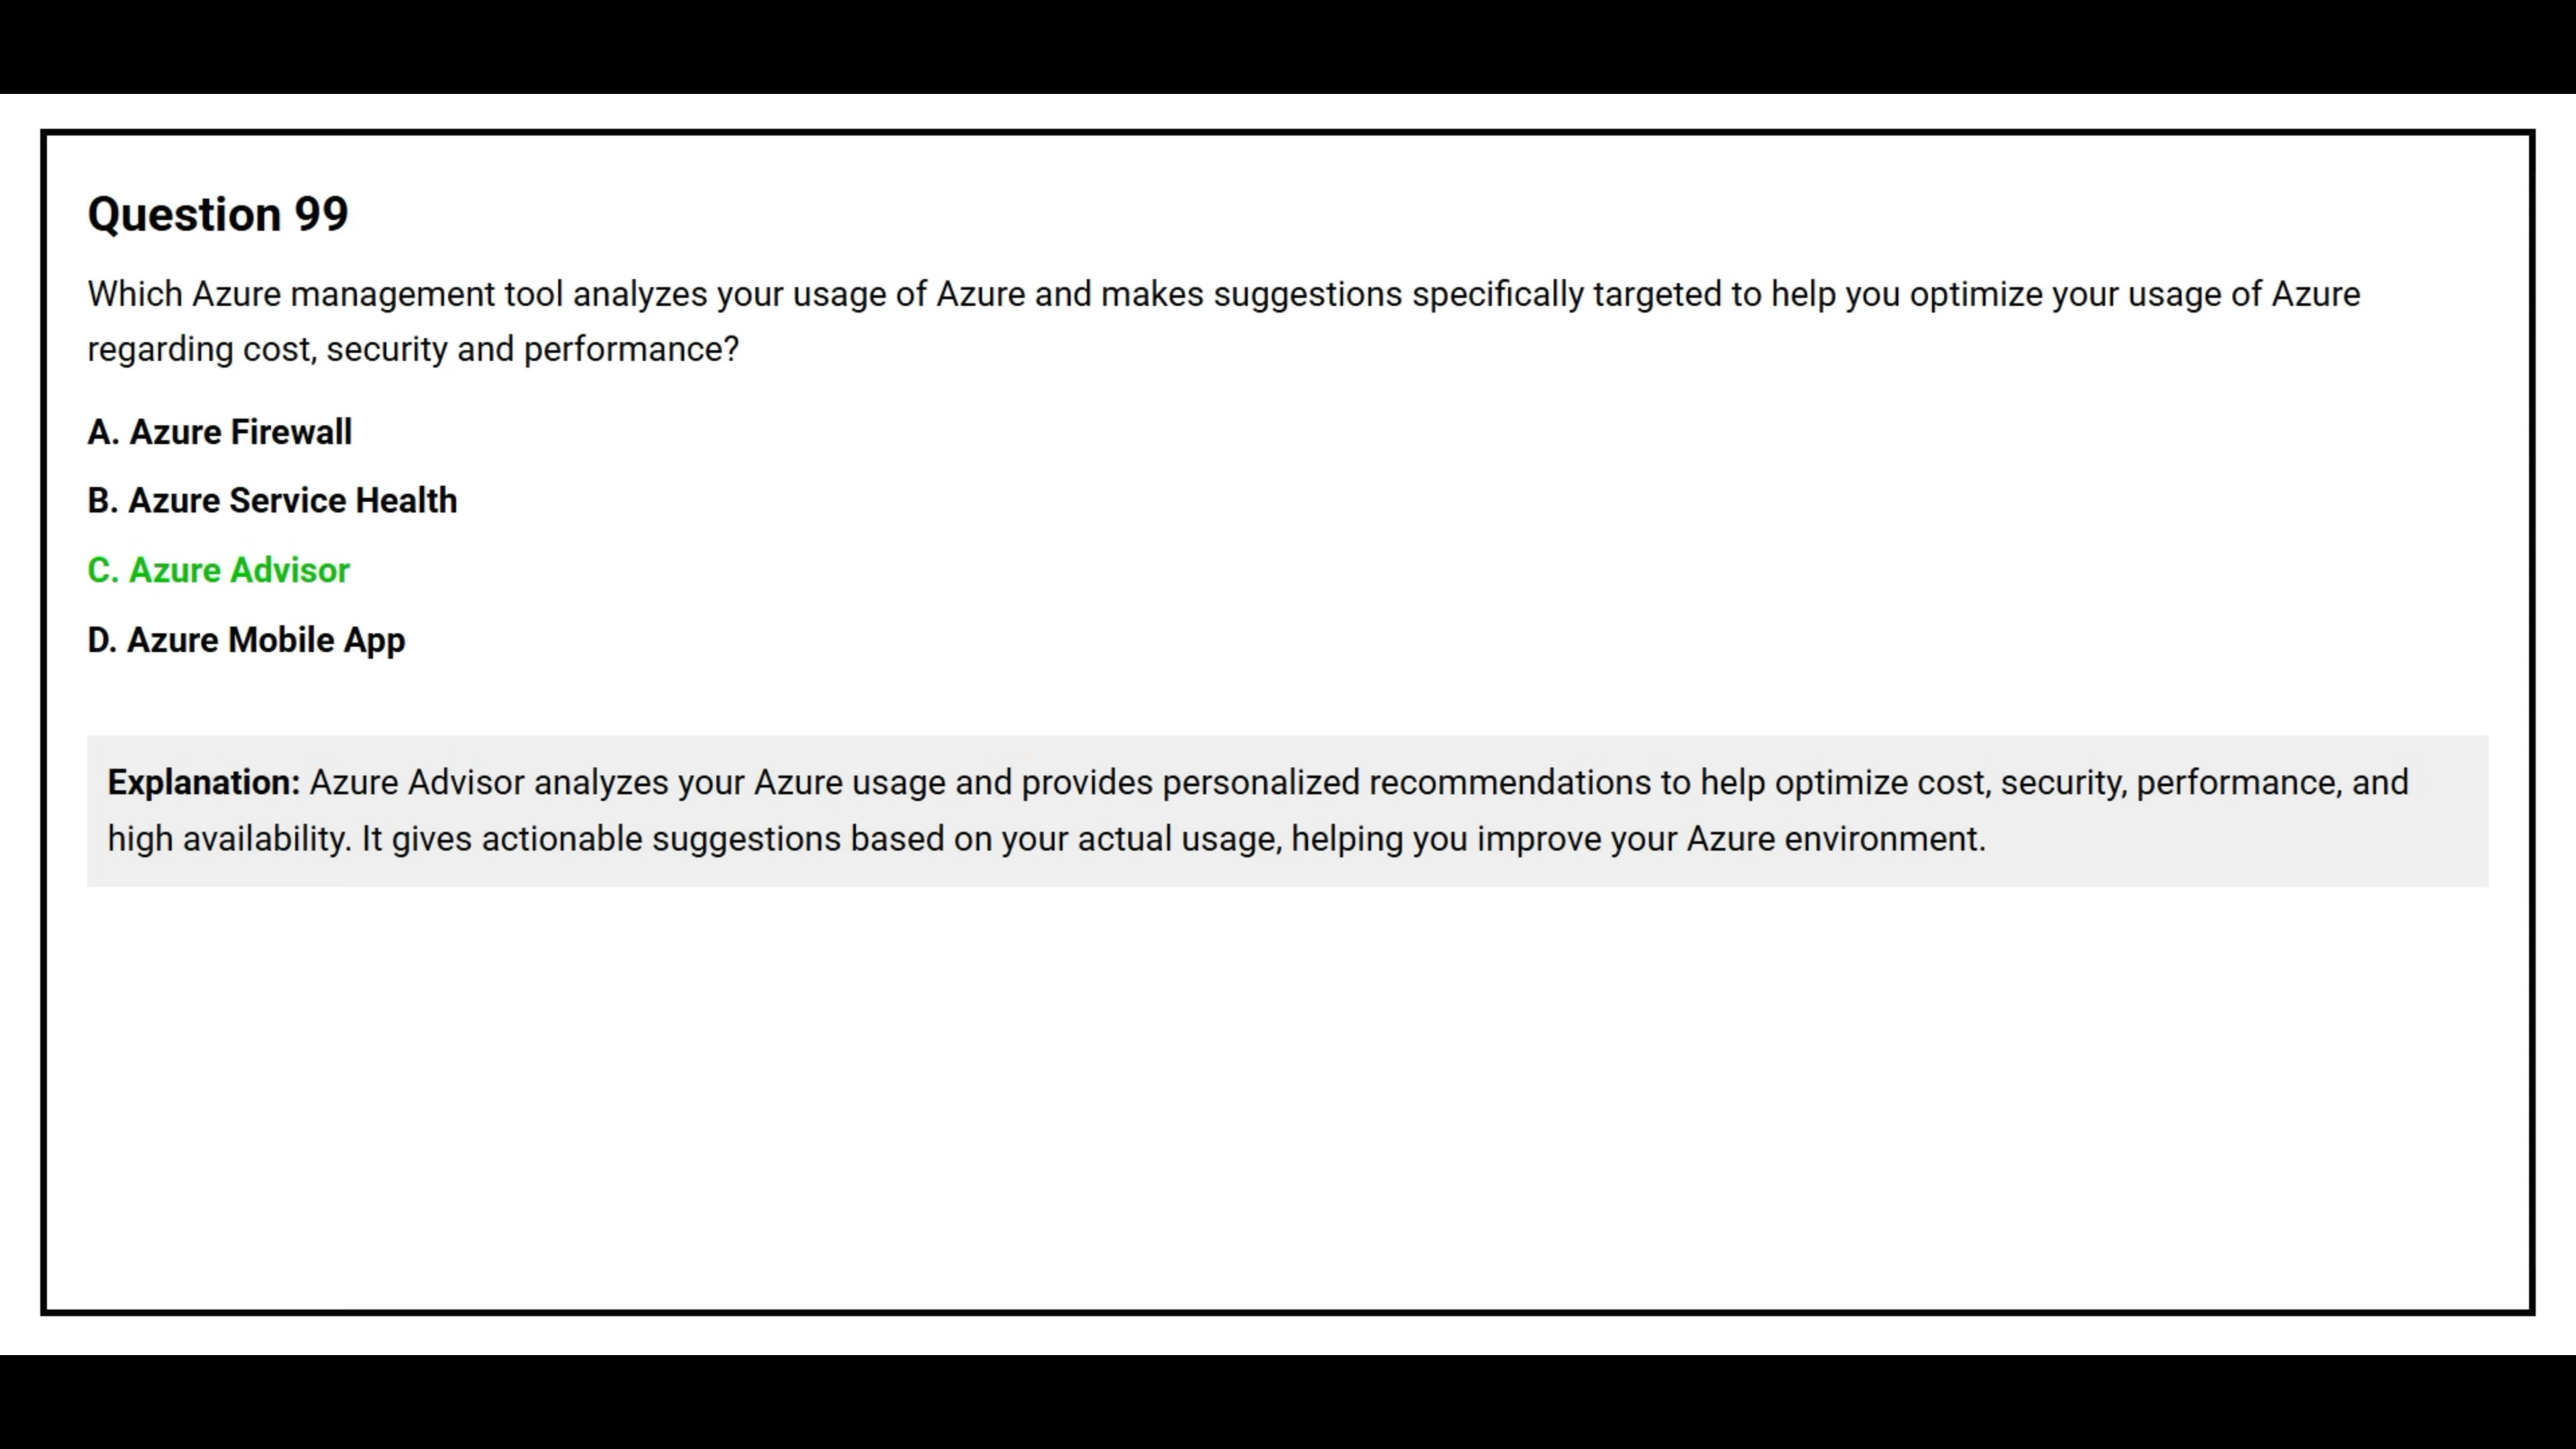 Question 99
Which Azure management tool analyzes your usage of Azure and makes suggestions specifically targeted to help you optimize your usage of Azure
regarding cost, security and performance?
A. Azure Firewall
B. Azure Service Health
C. Azure Advisor
D. Azure Mobile App
Explanation: Azure Advisor analyzes your Azure usage and provides personalized recommendations to help optimize cost, security, performance, and
high availability. It gives actionable suggestions based on your actual usage, helping you improve your Azure environment.